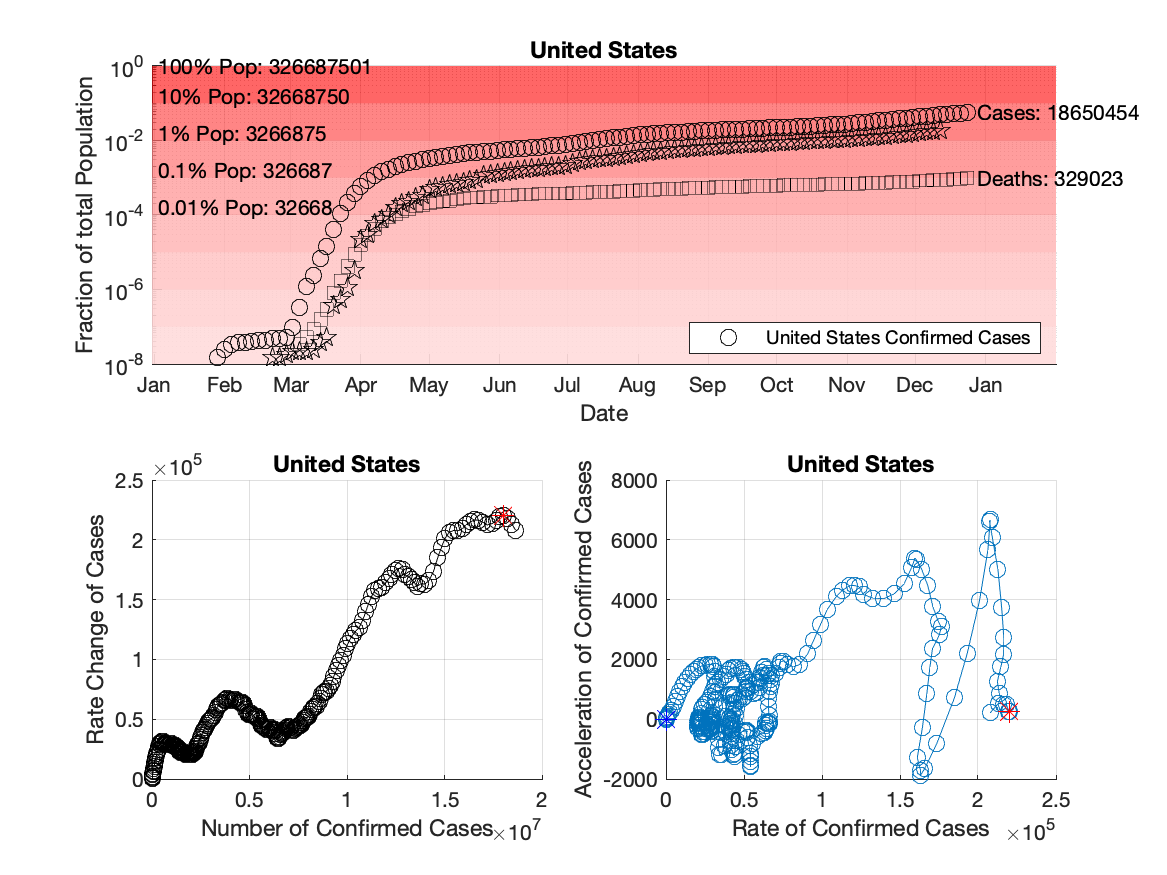 United States
Fraction of total Population
10^0
10^-2
10^-4
10^-6
10^-8
100% Pop: 326687501
10% Pop: 32668750
1% Pop: 3266875
0.1% Pop: 326687
0.01% Pop: 32668
Cases: 18650454
Deaths: 329023
United States Confirmed Cases
Jan Feb Mar Apr May Jun Jul Aug Sep Oct Nov Dec Jan
Date
United States
×10^5
Rate Change of Cases
2.5
2
1.5
1
0.5
0
0 0.5 1 1.5 2
Number of Confirmed Cases
×10^7
United States
Acceleration of Confirmed Cases
8000
6000
4000
2000
0
-2000
0 0.5 1 1.5 2 2.5
Rate of Confirmed Cases
×10^5